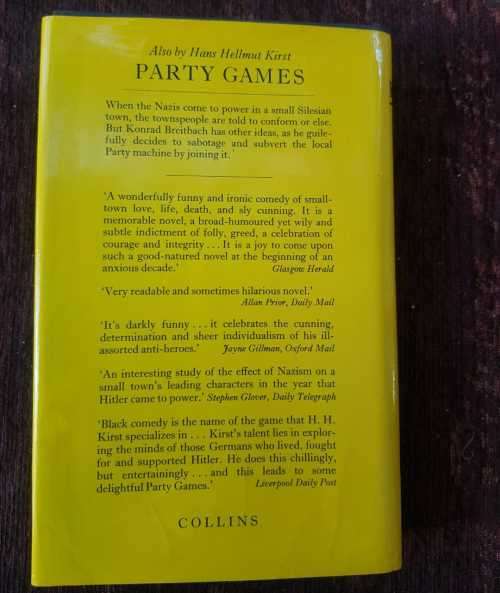 Also by Hans Hellmut Kirst
PARTY GAMES
When the Nazis come to power in a small Silesian
town, the townspeople are told to conform or else.
But Konrad Breitbach has other ideas, as he guile-
fully decides to sabotage and subvert the local
Party machine by joining it.
'A wonderfully funny and ironic comedy of small-
town love, life, death, and sly cunning. It is a
memorable novel, a broad-humoured yet wily and
subtle indictment of folly, greed, a celebration of
courage and integrity . . . It is a joy to come upon
such a good-natured novel at the beginning of an
anxious decade.' Glasgow Herald
'Very readable and sometimes hilarious novel.'
Allan Prior, Daily Mail
'It's darkly funny . . . it celebrates the cunning,
determination and sheer individualism of his ill-
assorted anti-heroes.' Jayne Gillman, Oxford Mail
'An interesting study of the effect of Nazism on a
small town's leading characters in the year that
Hitler came to power.' Stephen Glover, Daily Telegraph
'Black comedy is the name of the game that H. H.
Kirst specializes in . . . Kirst's talent lies in explor-
ing the minds of those Germans who lived, fought
for and supported Hitler. He does this chillingly,
but entertainingly . . . and this leads to some
delightful Party Games.' Liverpool Daily Post
COLLINS